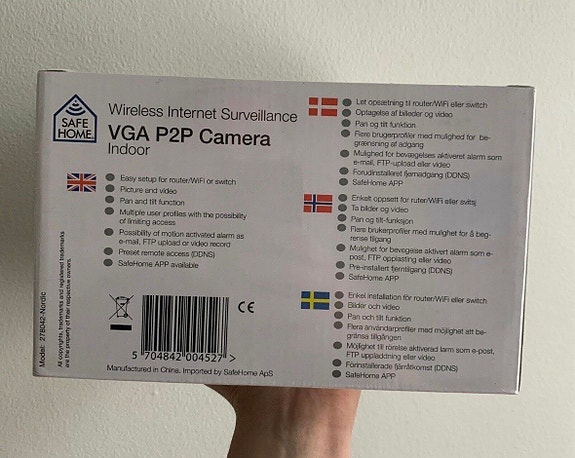 SAFE
HOME
Wireless Internet Surveillance
VGA P2P Camera
Indoor
Easy setup for router/WiFi or switch
Picture and video
Pan and tilt function
Multiple user profiles with the possibility
of limiting access
Possibility of motion activated alarm as
e-mail, FTP upload or video record
Preset remote access (DDNS)
SafeHome APP available
Let opsætning til router/WiFi eller switch
Optagelse af billeder og video
Pan og tilt funktion
Flere brugerprofiler med mulighed for be-
grænsning af adgang
Mulighed for bevægelses aktiveret alarm som
e-mail, FTP-upload eller video
Forudinstalleret fjernadgang (DDNS)
SafeHome APP
Enkelt oppsett for ruter/WiFi eller svitsj
Ta bilder og video
Pan og tilt-funksjon
Flere brukerprofiler med mulighet for å beg-
rense tilgang
Mulighet for bevegelse aktivert alarm som e-
post, FTP opplasting eller video
Pre-installert fjerntilgang (DDNS)
SafeHome APP
Enkel installation för router/WiFi eller switch
Bilder och video
Pan och tilt funktion
Flera användarprofiler med möjlighet att be-
gränsa tillgången
Möjlighet till rörelse aktiverad larm som e-post,
FTP uppladdning eller video
Förinstallerade fjärråtkomst (DDNS)
SafeHome APP
Model: 278042-Nordic
All copyrights, trademarks and registered trademarks
are the property of their respective owners.
CE
5 704842 004527 >
Manufactured in China. Imported by SafeHome ApS